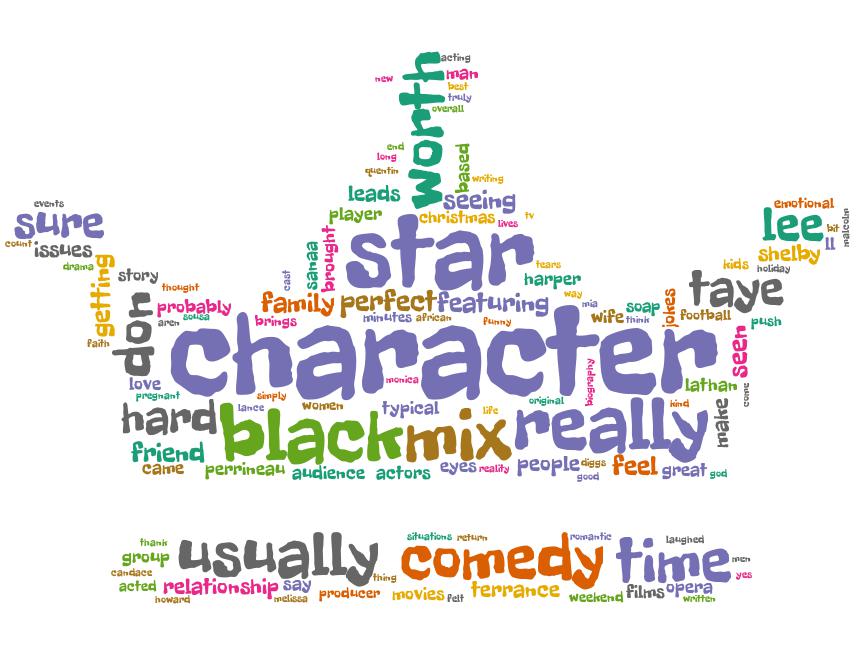 acting
worth
new
man
best
truly
overall
end
long
based
quentin
writing
leads
seeing
player
christmas
lives
tv
events
sure
count
issues
drama
emotional
lee
bit
malcolm
ll
shelby
kids
holiday
star
sanaa
brought
cast
tears
harper
getting
story
thought
don
probably
aren
sousa
faith
family
perfect
featuring
way
mia
brings
minutes
african
funny
wife
think
soap
jokes
taye
football
push
seen
character
monica
biography
love
pregnant
simply
lathan
come
hard
lance
women
typical
life
original
kind
make
black
mix
really
friend
came
perrineau
audience
actors
eyes
reality
people
diggs
good
feel
great
god
thank
group
candace
acted
howard
usually
relationship
say
melissa
thing
producer
situations
return
comedy
movies
felt
terrance
romantic
time
laughed
men
yes
weekend
films
opera
written